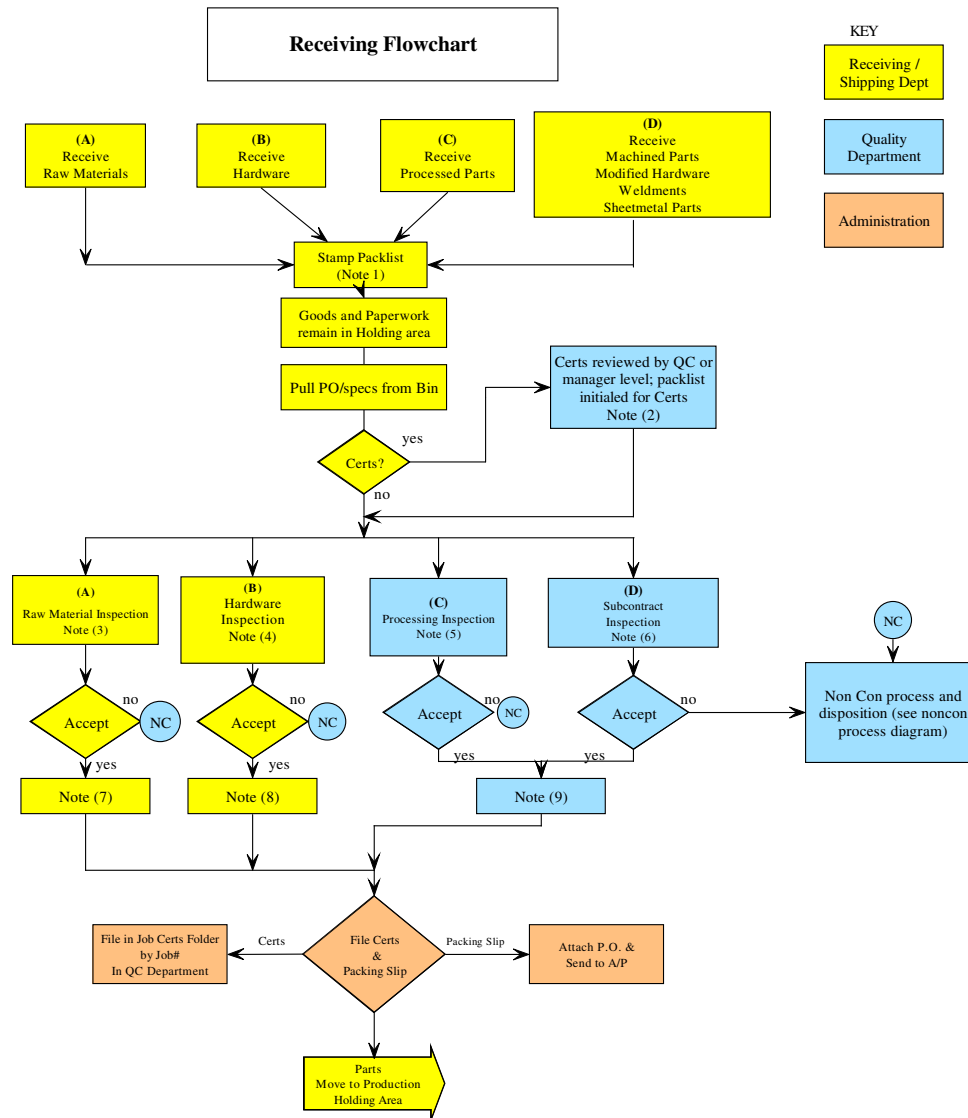 Receiving Flowchart
KEY
Receiving /
Shipping Dept
Quality
Department
Administration
(A)
Receive
Raw Materials
(B)
Receive
Hardware
(C)
Receive
Processed Parts
(D)
Receive
Machined Parts
Modified Hardware
Weldments
Sheetmetal Parts
Stamp Packlist
(Note 1)
Goods and Paperwork
remain in Holding area
Pull PO/specs from Bin
Certs?
yes
no
Certs reviewed by QC or
manager level; packlist
initialed for Certs
Note (2)
(A)
Raw Material Inspection
Note (3)
(B)
Hardware
Inspection
Note (4)
(C)
Processing Inspection
Note (5)
(D)
Subcontract
Inspection
Note (6)
NC
Accept
no
NC
yes
Accept
no
NC
yes
Accept
no
NC
yes
Accept
no
yes
Non Con process and
disposition (see noncon
process diagram)
Note (7)
Note (8)
Note (9)
File Certs
&
Packing Slip
Certs
File in Job Certs Folder
by Job#
In QC Department
Packing Slip
Attach P.O. &
Send to A/P
Parts
Move to Production
Holding Area